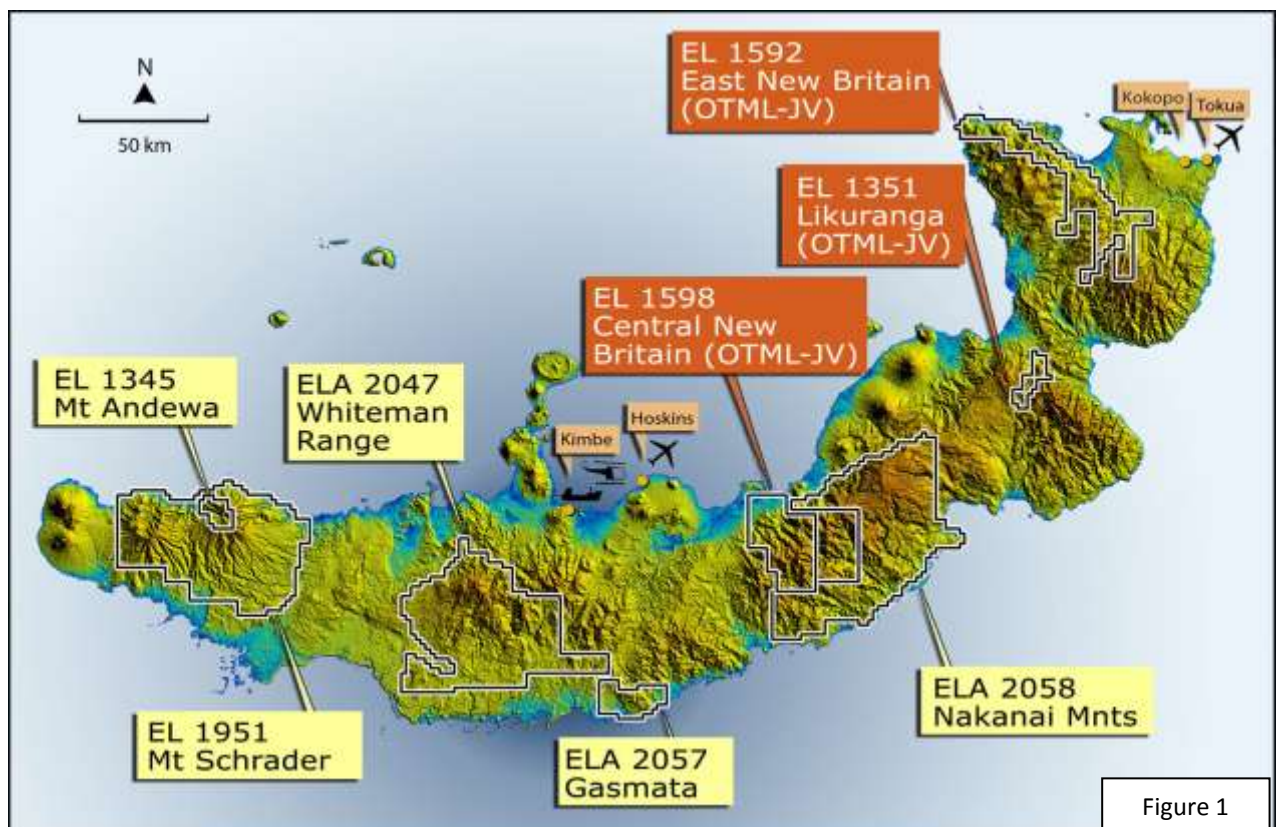 EL 1592
East New Britain
(OTML-JV)
Kokopo
Tokua
N
50 km
EL 1351
Likuranga
(OTML-JV)
EL 1598
Central New
Britain (OTML-JV)
EL 1345
Mt Andewa
ELA 2047
Whiteman
Range
Hoskins
Kimbe
ELA 2058
Nakanai Mnts
EL 1951
Mt Schrader
ELA 2057
Gasmata
Figure 1